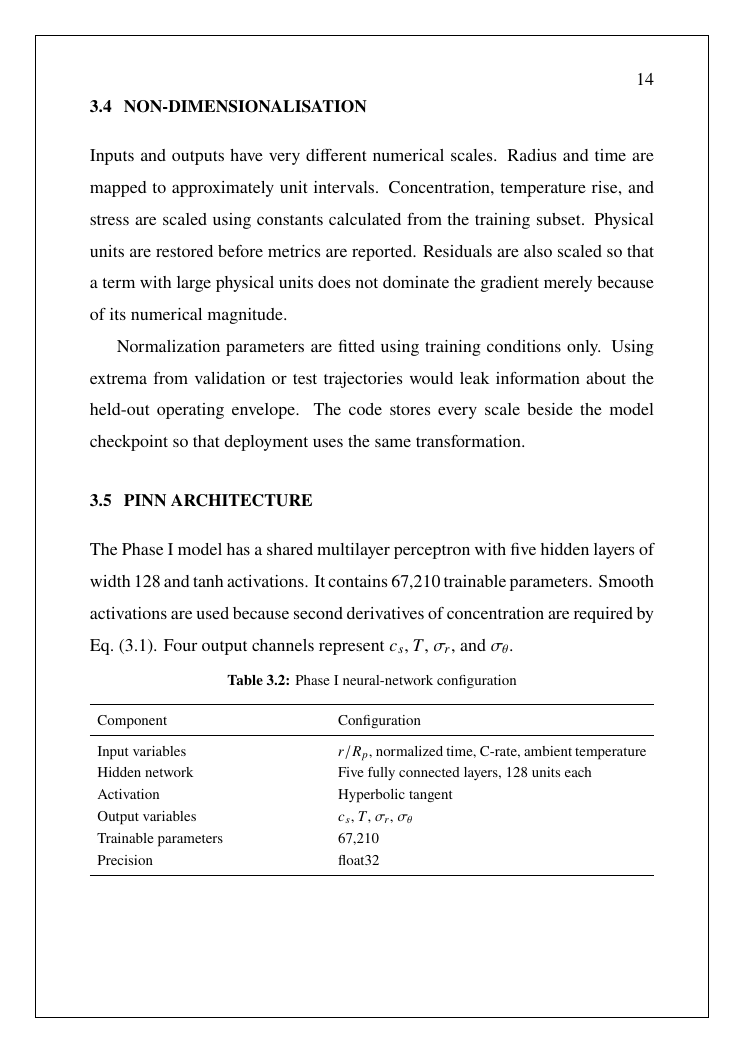 14
3.4 NON-DIMENSIONALISATION
Inputs and outputs have very different numerical scales. Radius and time are
mapped to approximately unit intervals. Concentration, temperature rise, and
stress are scaled using constants calculated from the training subset. Physical
units are restored before metrics are reported. Residuals are also scaled so that
a term with large physical units does not dominate the gradient merely because
of its numerical magnitude.
Normalization parameters are fitted using training conditions only. Using
extrema from validation or test trajectories would leak information about the
held-out operating envelope. The code stores every scale beside the model
checkpoint so that deployment uses the same transformation.
3.5 PINN ARCHITECTURE
The Phase I model has a shared multilayer perceptron with five hidden layers of
width 128 and tanh activations. It contains 67,210 trainable parameters. Smooth
activations are used because second derivatives of concentration are required by
Eq. (3.1). Four output channels represent c_s, T, σ_r, and σ_θ.
Table 3.2: Phase I neural-network configuration
Component Configuration
Input variables r/R_p, normalized time, C-rate, ambient temperature
Hidden network Five fully connected layers, 128 units each
Activation Hyperbolic tangent
Output variables c_s, T, σ_r, σ_θ
Trainable parameters 67,210
Precision float32